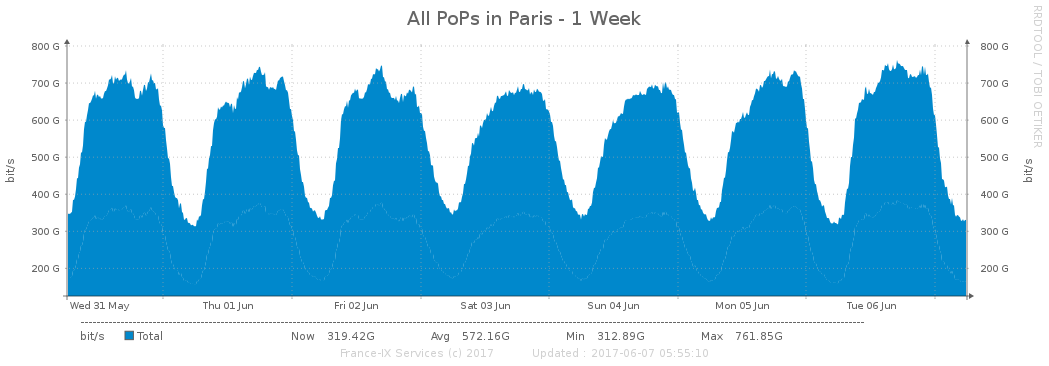 All PoPs in Paris - 1 Week
RRDTOOL / TOBI OETIKER
800 G 800 G
700 G 700 G
600 G 600 G
500 G 500 G
400 G 400 G
300 G 300 G
200 G 200 G
bit/s bit/s
Wed 31 May Thu 01 Jun Fri 02 Jun Sat 03 Jun Sun 04 Jun Mon 05 Jun Tue 06 Jun
bit/s Total Now 319.42G Avg 572.16G Min 312.89G Max 761.85G
France-IX Services (c) 2017 Updated : 2017-06-07 05:55:10